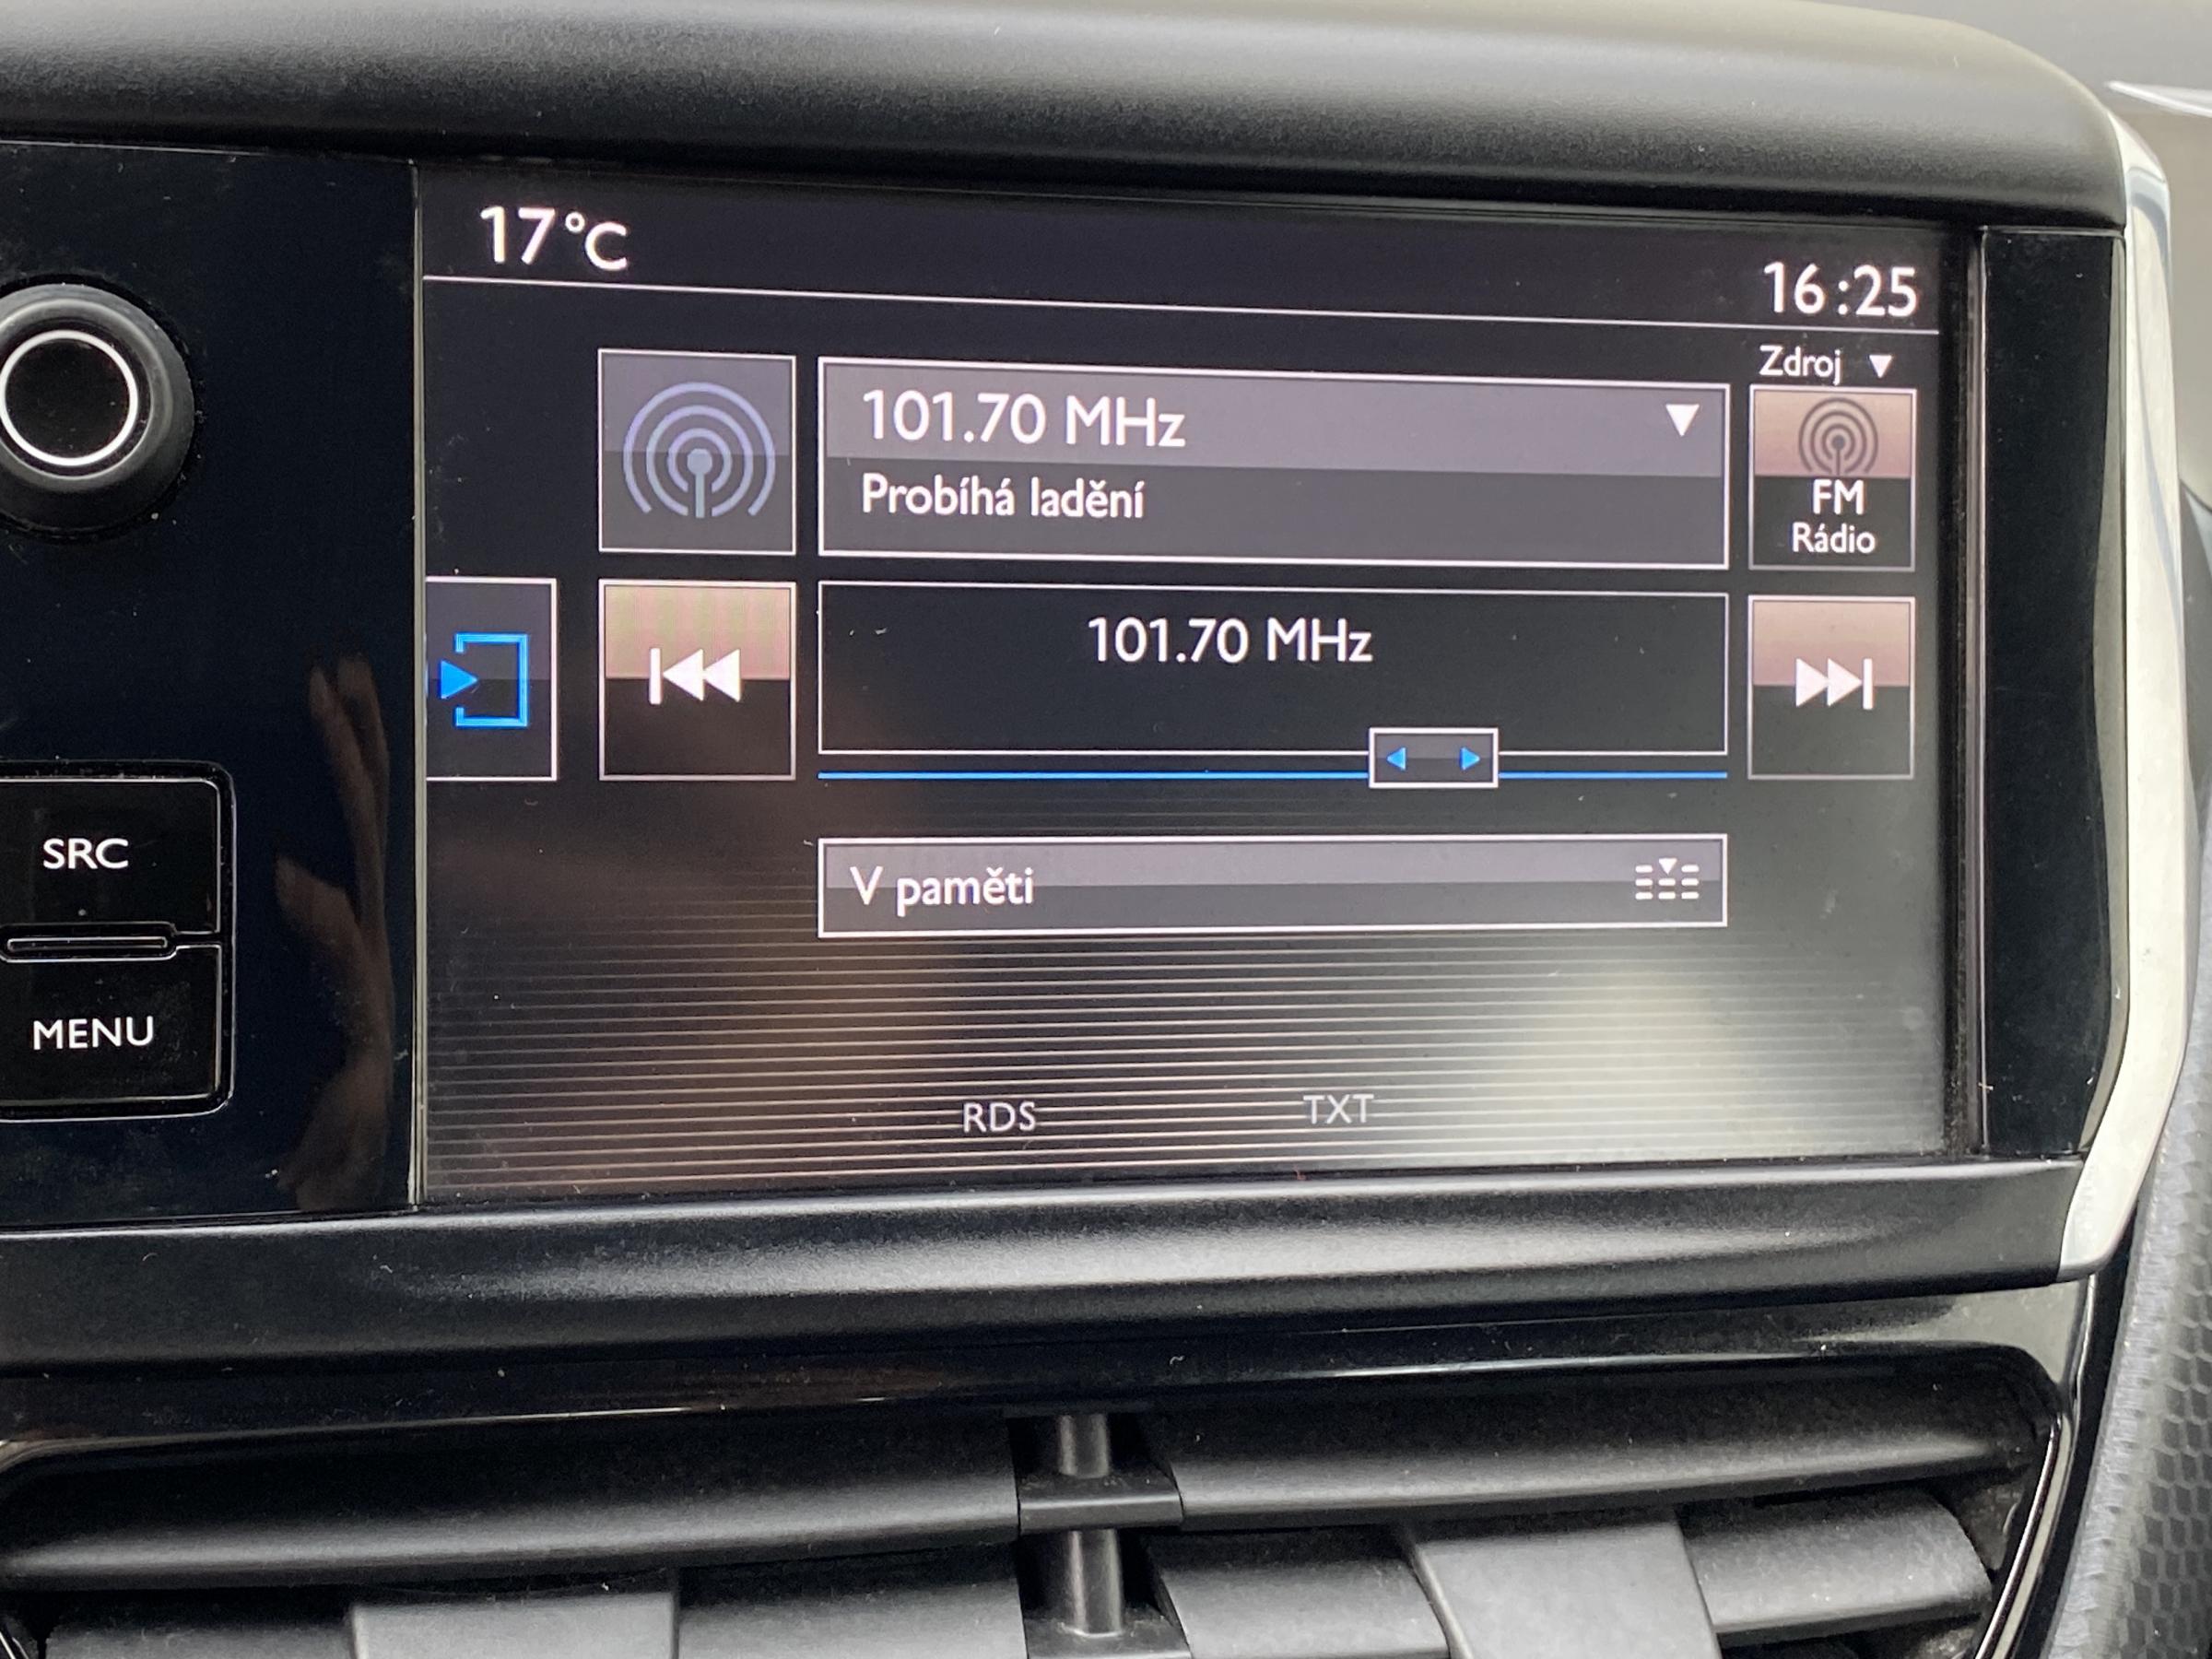 17°C
16:25
Zdroj
101.70 MHz
Probíhá ladění
FM
Rádio
101.70 MHz
SRC
V paměti
MENU
RDS
TXT